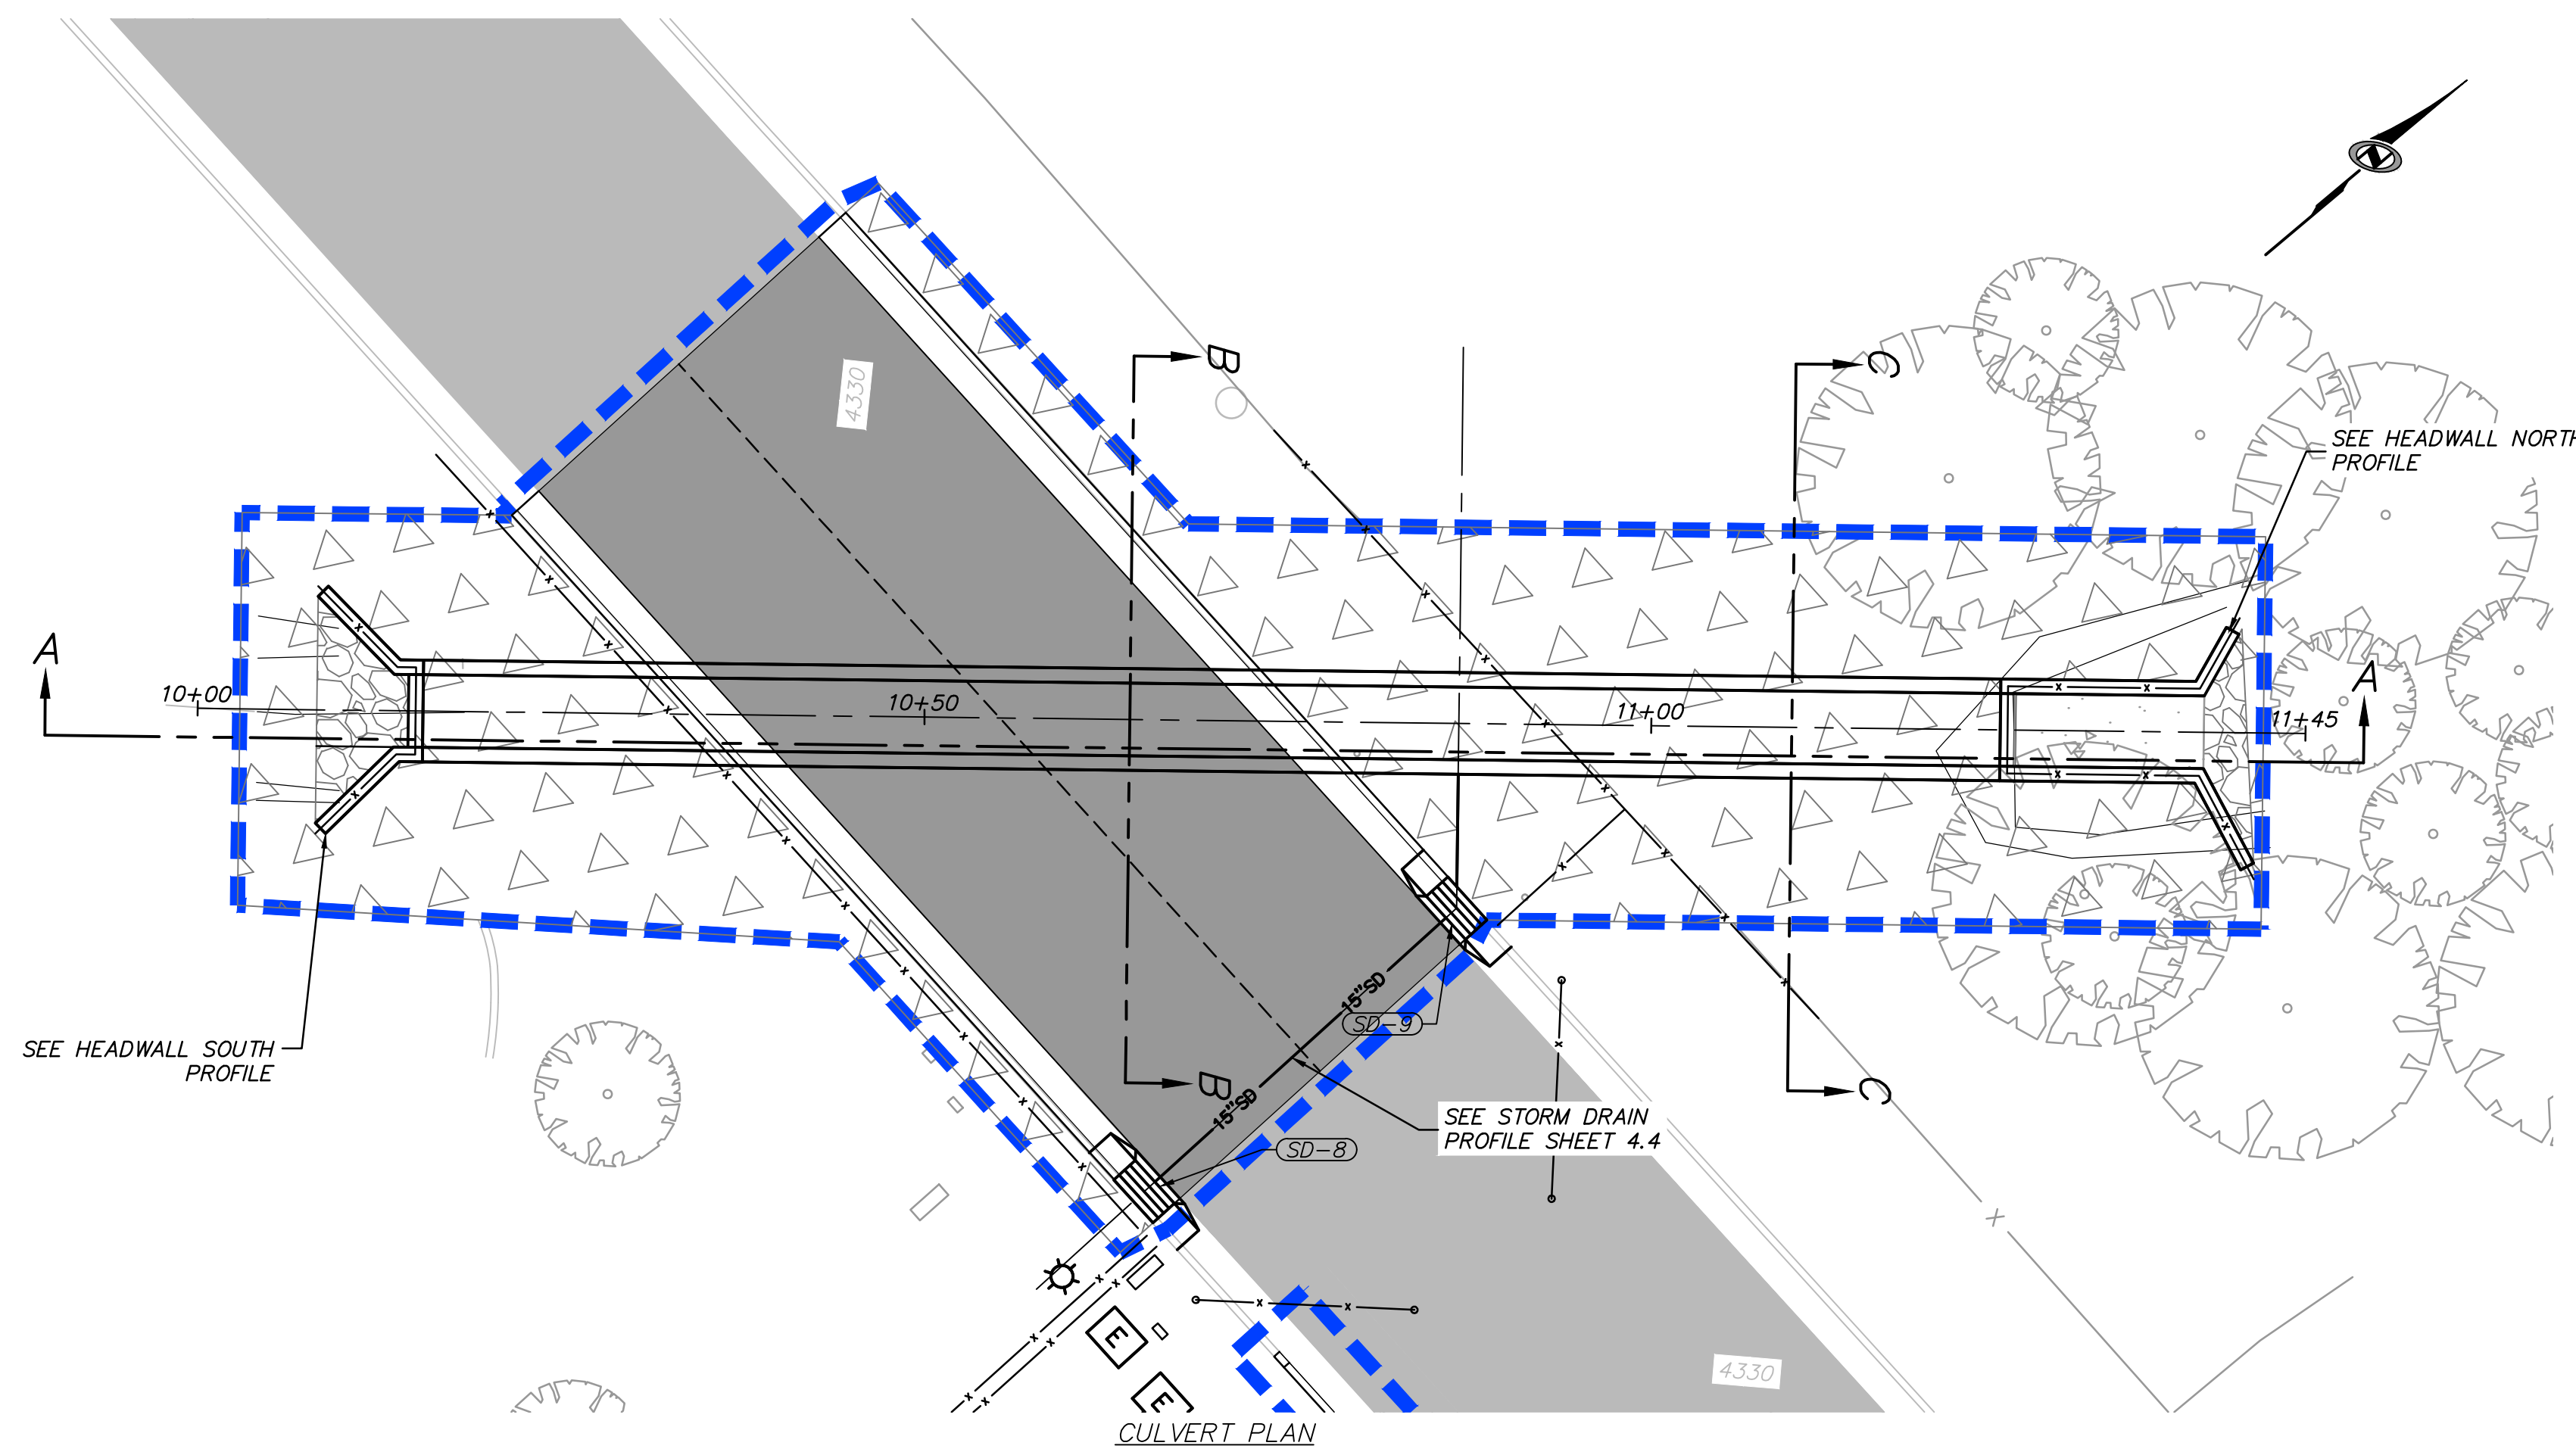 N
4330
B
C
SEE HEADWALL NORTH
PROFILE
A
10+00
10+50
11+00
11+45
A
15"SD
SD-9
SEE HEADWALL SOUTH
PROFILE
B
C
15"SD
SEE STORM DRAIN
PROFILE SHEET 4.4
SD-8
E
E
4330
CULVERT PLAN